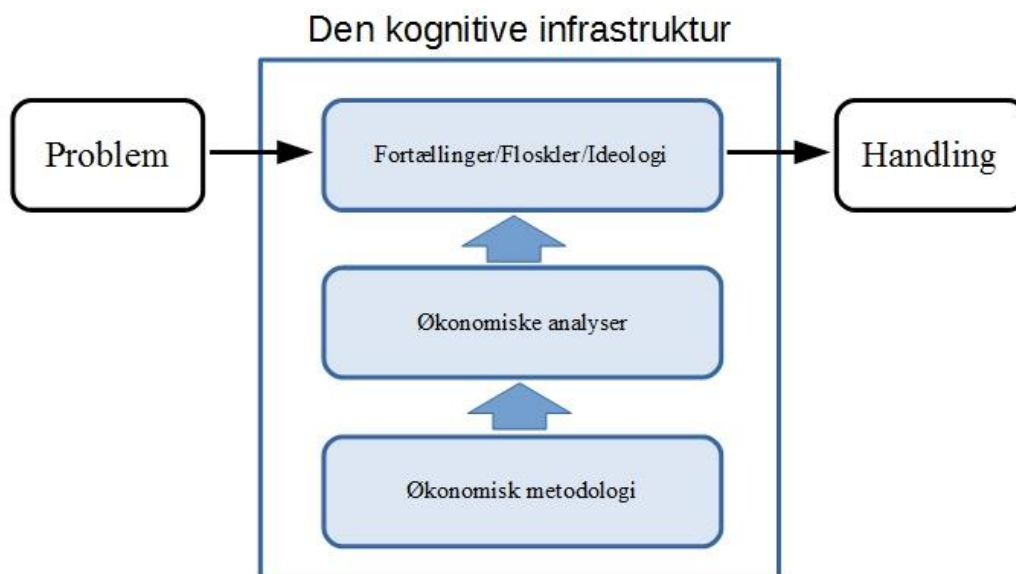 Den kognitive infrastruktur
Problem
Fortællinger/Floskler/Ideologi
Handling
Økonomiske analyser
Økonomisk metodologi